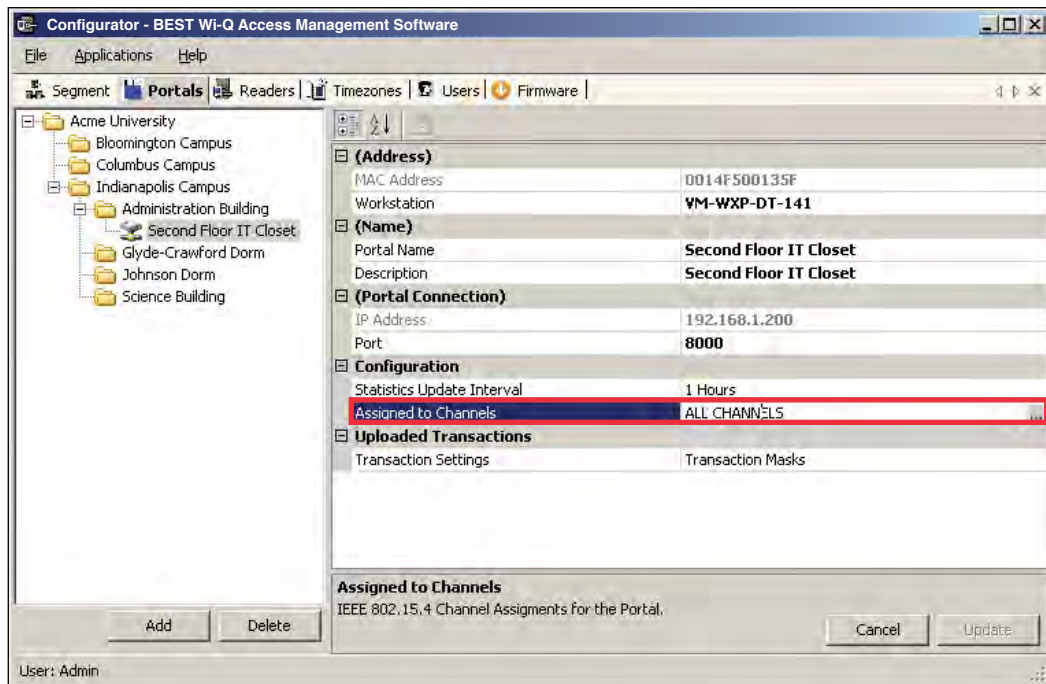 Configurator - BEST Wi-Q Access Management Software
File Applications Help
Segment Portals Readers Timezones Users Firmware
Acme University
Bloomington Campus
Columbus Campus
Indianapolis Campus
Administration Building
Second Floor IT Closet
Glyde-Crawford Dorm
Johnson Dorm
Science Building
(Address)
MAC Address 0014F500135F
Workstation VM-WXP-DT-141
(Name)
Portal Name Second Floor IT Closet
Description Second Floor IT Closet
(Portal Connection)
IP Address 192.168.1.200
Port 8000
Configuration
Statistics Update Interval 1 Hours
Assigned to Channels ALL CHANNELS ...
Uploaded Transactions
Transaction Settings Transaction Masks
Assigned to Channels
IEEE 802.15.4 Channel Assigments for the Portal.
Add Delete
Cancel Update
User: Admin